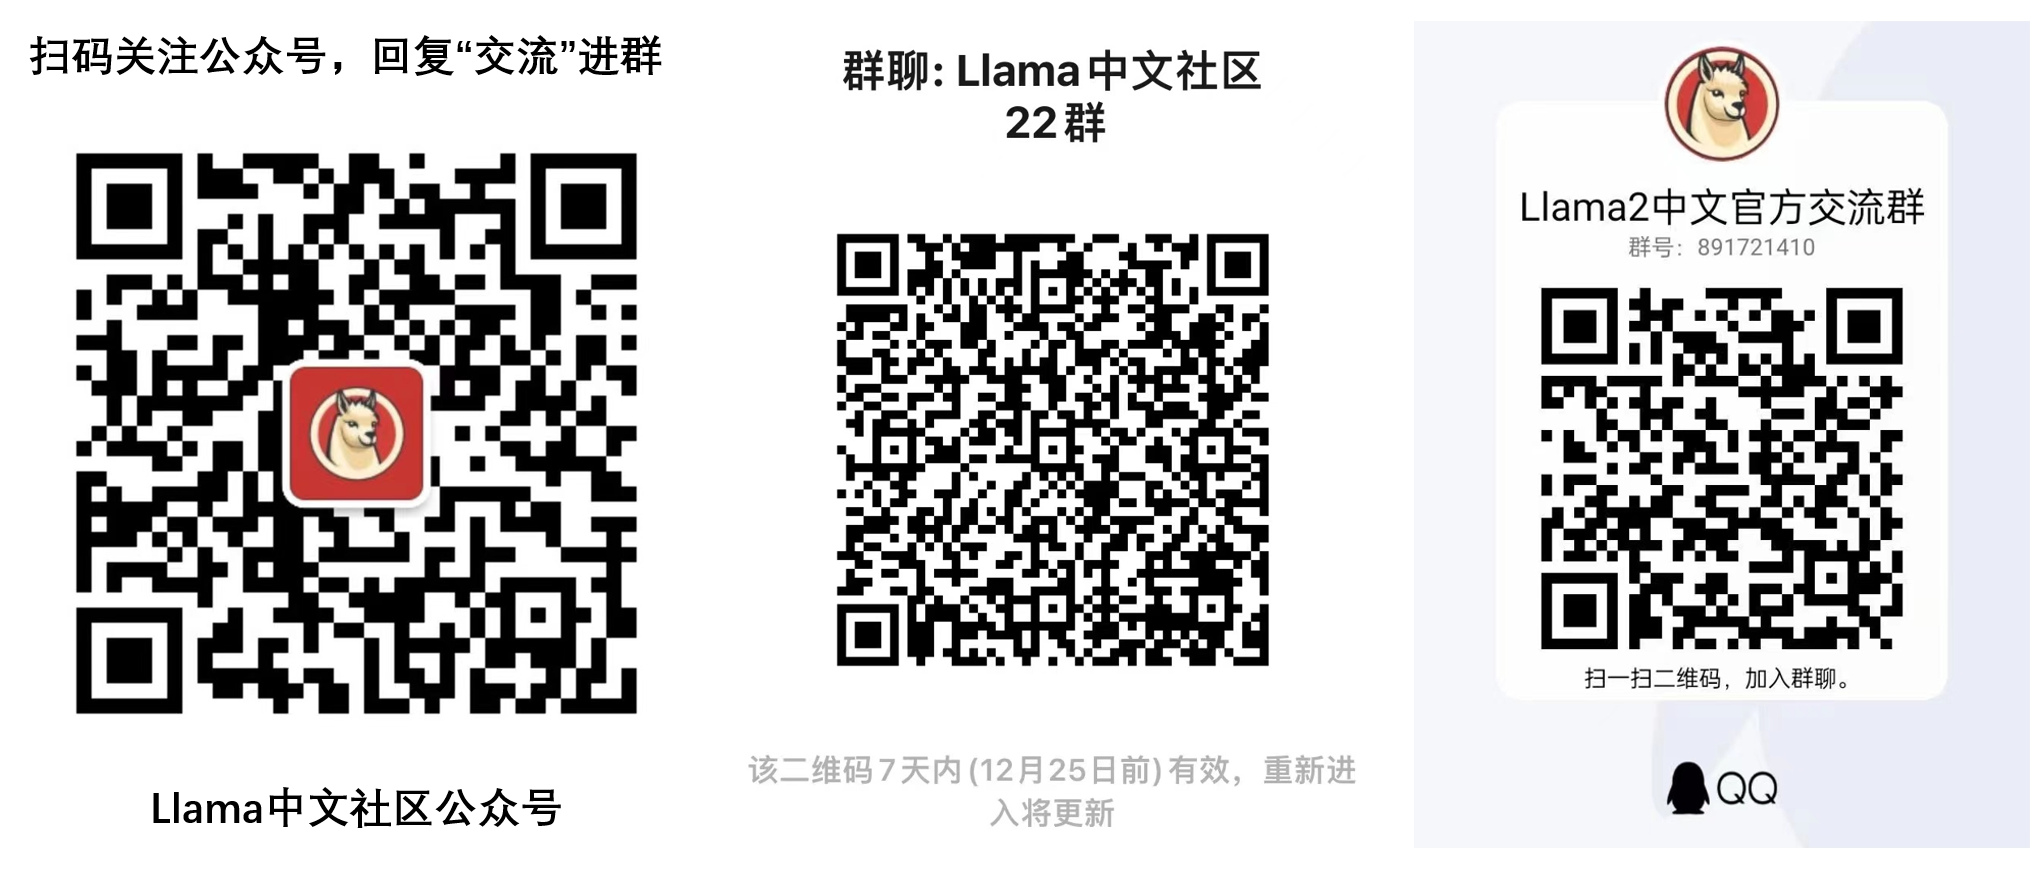 扫码关注公众号，回复“交流”进群
Llama中文社区公众号
群聊: Llama中文社区
22群
该二维码7天内(12月25日前)有效，重新进
入将更新
Llama2中文官方交流群
群号：891721410
扫一扫二维码，加入群聊。
QQ